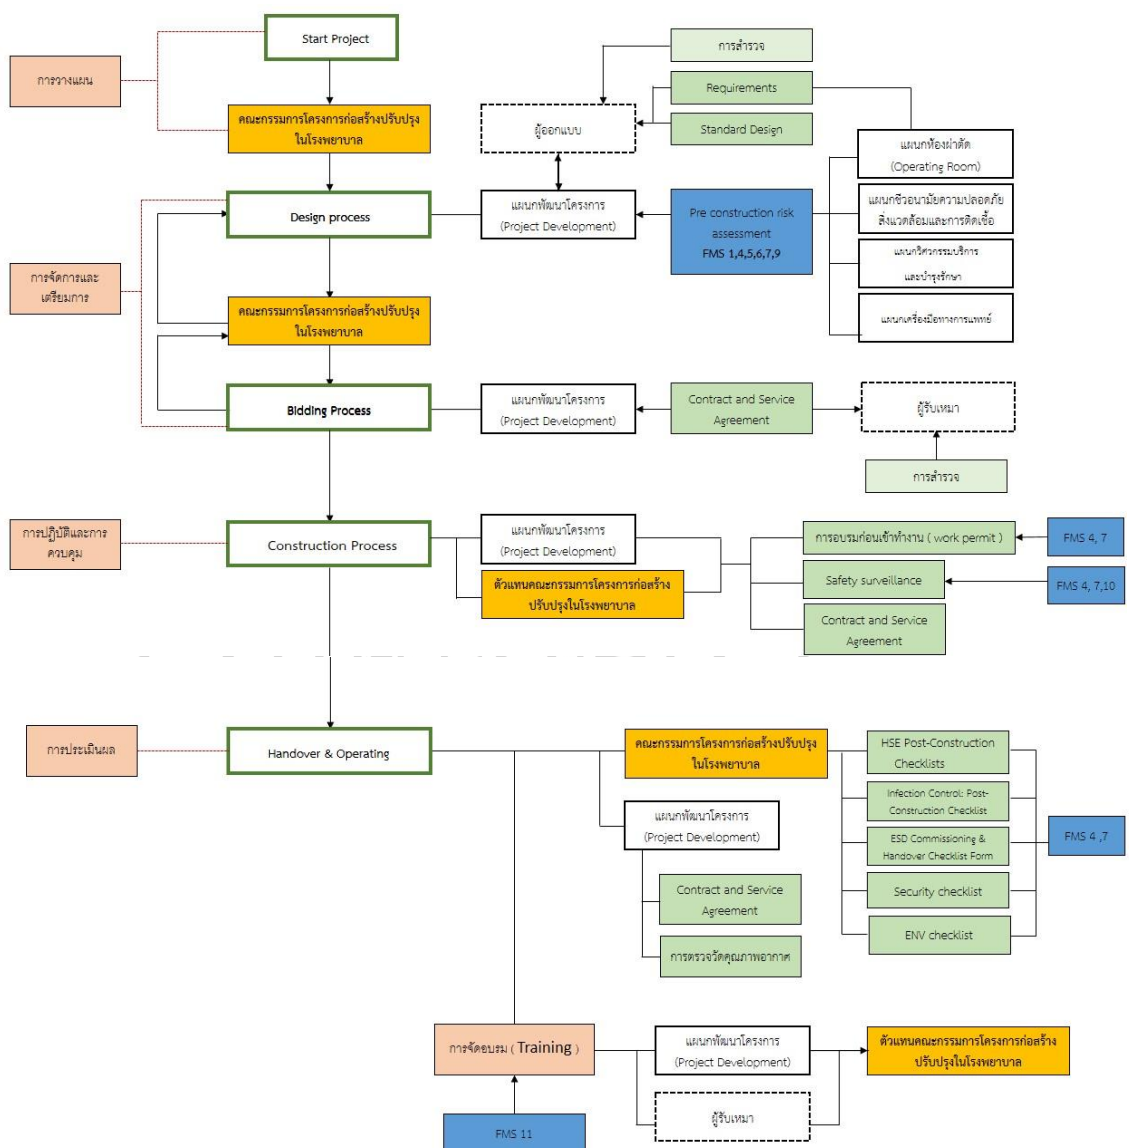 Start Project
การสำรวจ
การวางแผน
Requirements
คณะกรรมการโครงการก่อสร้างปรับปรุง
ในโรงพยาบาล
ผู้ออกแบบ
Standard Design
แผนกห้องผ่าตัด
(Operating Room)
Design process
แผนกพัฒนาโครงการ
(Project Development)
Pre construction risk
assessment
FMS 1,4,5,6,7,9
แผนกชีวอนามัยความปลอดภัย
สิ่งแวดล้อมและการติดเชื้อ
แผนกวิศวกรรมบริการ
และบำรุงรักษา
การจัดการและ
เตรียมการ
คณะกรรมการโครงการก่อสร้างปรับปรุง
ในโรงพยาบาล
แผนกเครื่องมือทางการแพทย์
Bidding Process
แผนกพัฒนาโครงการ
(Project Development)
Contract and Service
Agreement
ผู้รับเหมา
การสำรวจ
การปฏิบัติและการ
ควบคุม
Construction Process
แผนกพัฒนาโครงการ
(Project Development)
การอบรมก่อนเข้าทำงาน ( work permit )
FMS 4, 7
ตัวแทนคณะกรรมการโครงการก่อสร้าง
ปรับปรุงในโรงพยาบาล
Safety surveillance
FMS 4, 7,10
Contract and Service
Agreement
การประเมินผล
Handover & Operating
คณะกรรมการโครงการก่อสร้างปรับปรุง
ในโรงพยาบาล
HSE Post-Construction
Checklists
Infection Control: Post-
Construction Checklist
แผนกพัฒนาโครงการ
(Project Development)
ESD Commissioning &
Handover Checklist Form
FMS 4 ,7
Contract and Service
Agreement
Security checklist
ENV checklist
การตรวจวัดคุณภาพอากาศ
การจัดอบรม ( Training )
แผนกพัฒนาโครงการ
(Project Development)
ตัวแทนคณะกรรมการโครงการก่อสร้าง
ปรับปรุงในโรงพยาบาล
ผู้รับเหมา
FMS 11